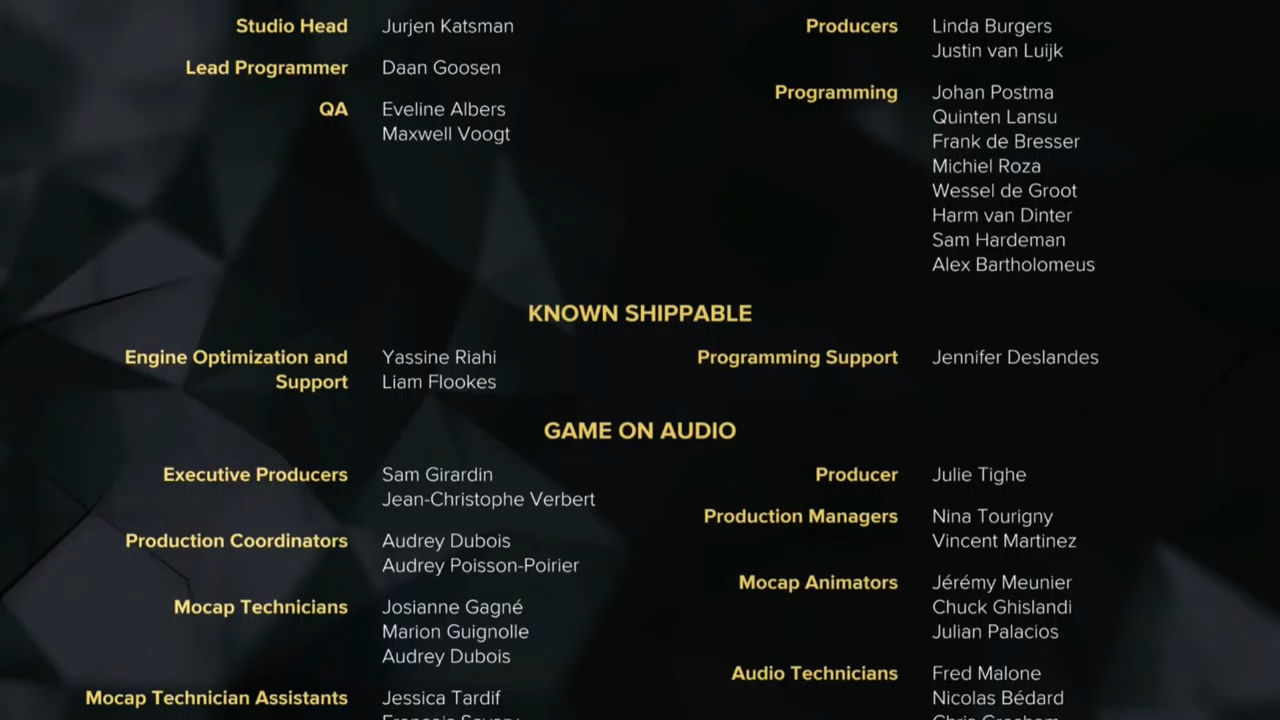 Studio Head Jurjen Katsman
Lead Programmer Daan Goosen
QA Eveline Albers
Maxwell Voogt
Producers Linda Burgers
Justin van Luijk
Programming Johan Postma
Quinten Lansu
Frank de Bresser
Michiel Roza
Wessel de Groot
Harm van Dinter
Sam Hardeman
Alex Bartholomeus
KNOWN SHIPPABLE
Engine Optimization and Yassine Riahi
Support Liam Flookes
Programming Support Jennifer Deslandes
GAME ON AUDIO
Executive Producers Sam Girardin
Jean-Christophe Verbert
Production Coordinators Audrey Dubois
Audrey Poisson-Poirier
Mocap Technicians Josianne Gagné
Marion Guignolle
Audrey Dubois
Mocap Technician Assistants Jessica Tardif
Producer Julie Tighe
Production Managers Nina Tourigny
Vincent Martinez
Mocap Animators Jérémy Meunier
Chuck Ghislandi
Julian Palacios
Audio Technicians Fred Malone
Nicolas Bédard